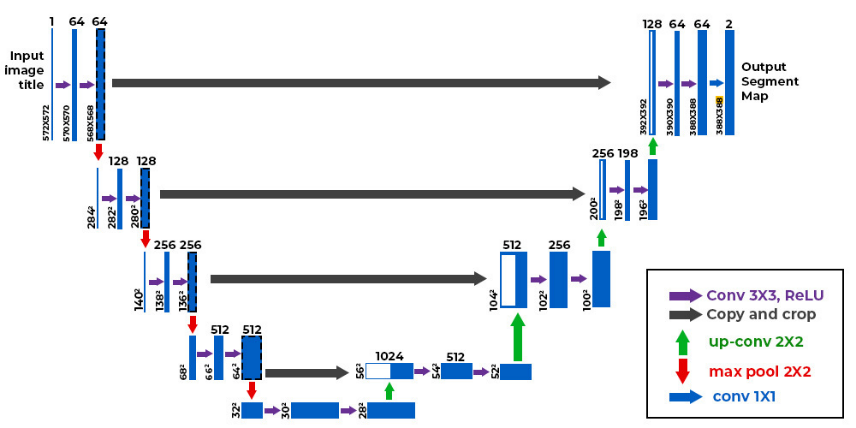 1 64 64
Input
image
title
572X572
570X570
568X568
128 64 64 2
392X392
390X390
388X388
388X388
Output
Segment
Map
128 128
284²
282²
280²
256 198
200²
198²
196²
256 256
140²
138²
136²
512 256
104²
102²
100²
512 512
68²
66²
64²
1024 512
56²
54²
52²
32²
30²
28²
Conv 3X3, ReLU
Copy and crop
up-conv 2X2
max pool 2X2
conv 1X1